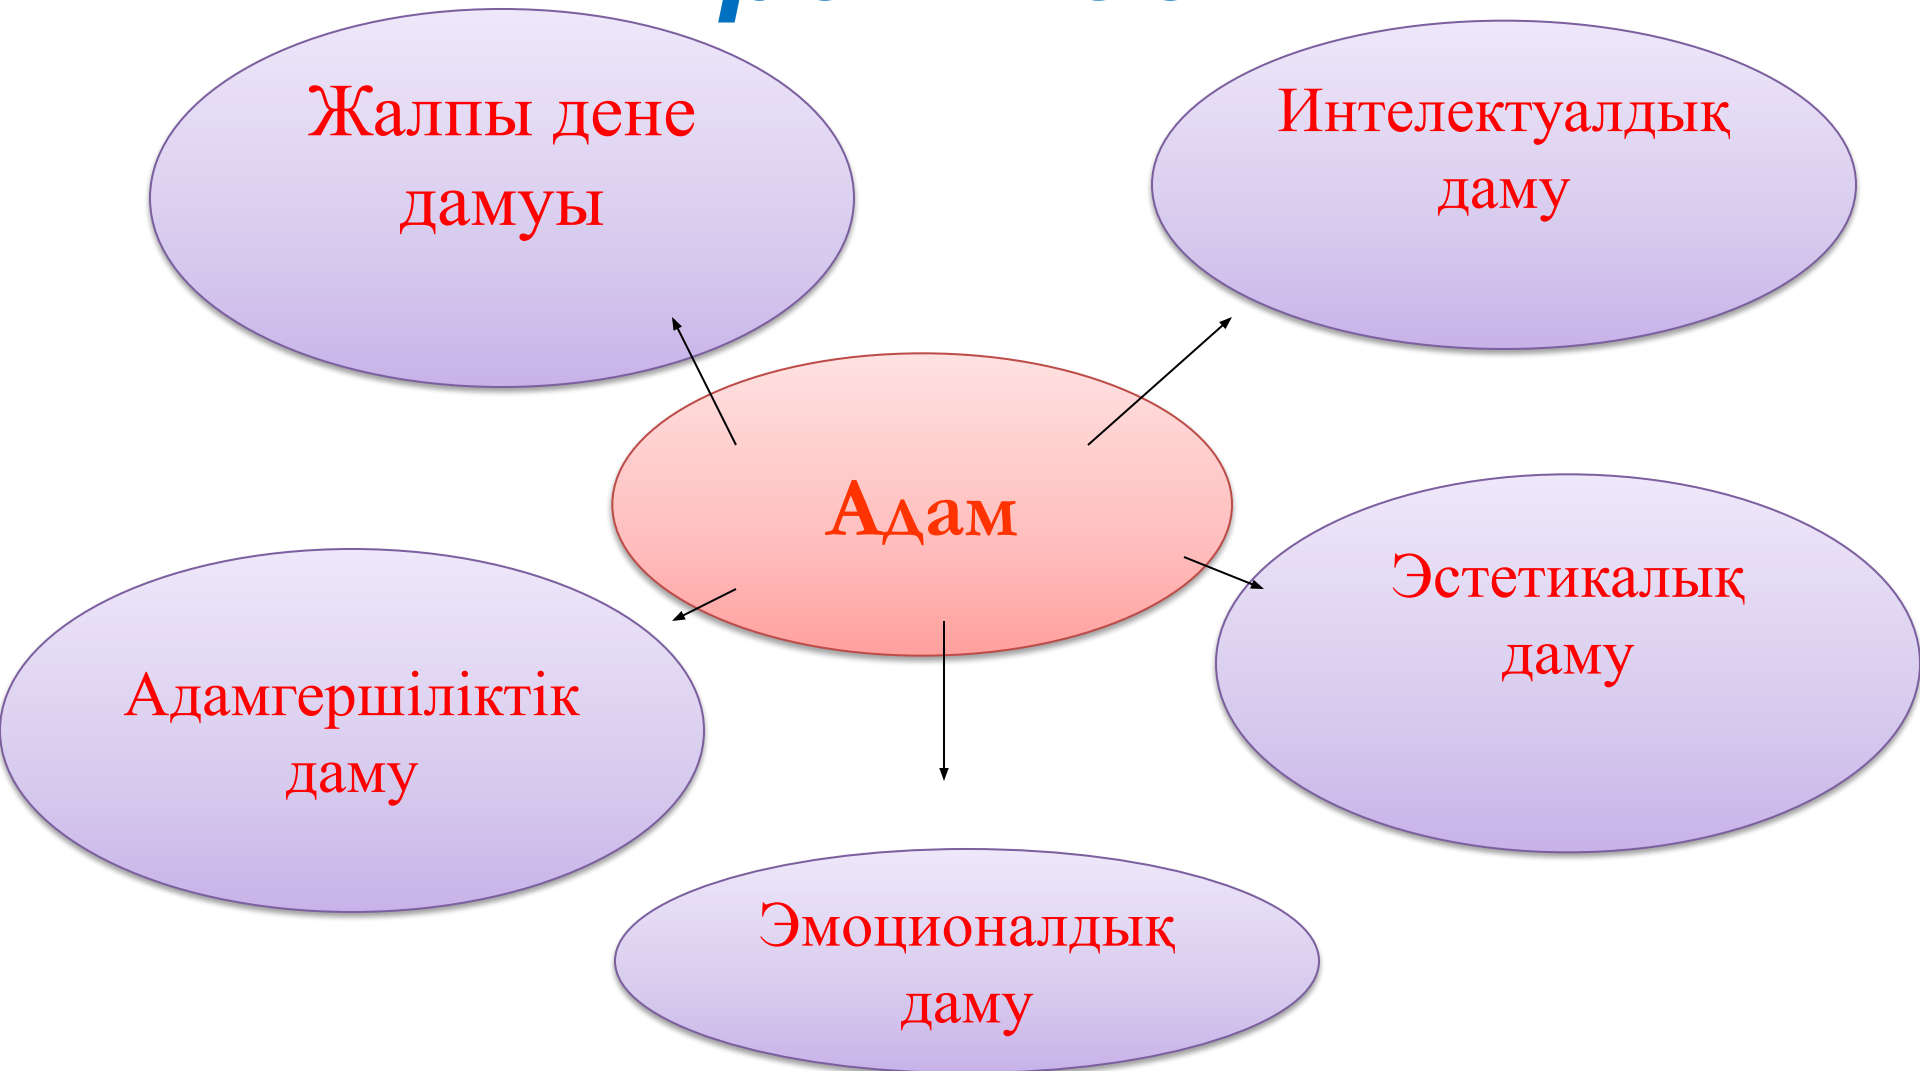 Жалпы дене
дамуы
Интелектуалдық
даму
Адам
Эстетикалық
даму
Адамгершіліктік
даму
Эмоционалдық
даму